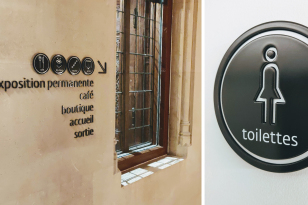 exposition permanente
café
boutique
accueil
sortie
toilettes